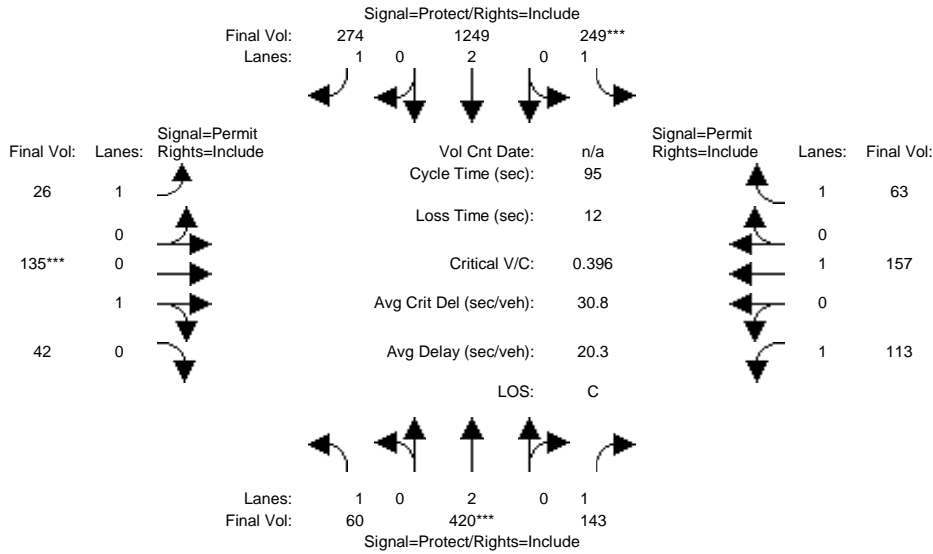 Signal=Protect/Rights=Include
Final Vol: 274 1249 249***
Lanes: 1 0 2 0 1
Signal=Permit
Final Vol: Lanes: Rights=Include
Vol Cnt Date: n/a
Signal=Permit
Rights=Include Lanes: Final Vol:
Cycle Time (sec): 95
26 1
1 63
Loss Time (sec): 12
0
0
135*** 0
Critical V/C: 0.396
1 157
1
Avg Crit Del (sec/veh): 30.8
0
42 0
Avg Delay (sec/veh): 20.3
1 113
LOS: C
Lanes: 1 0 2 0 1
Final Vol: 60 420*** 143
Signal=Protect/Rights=Include